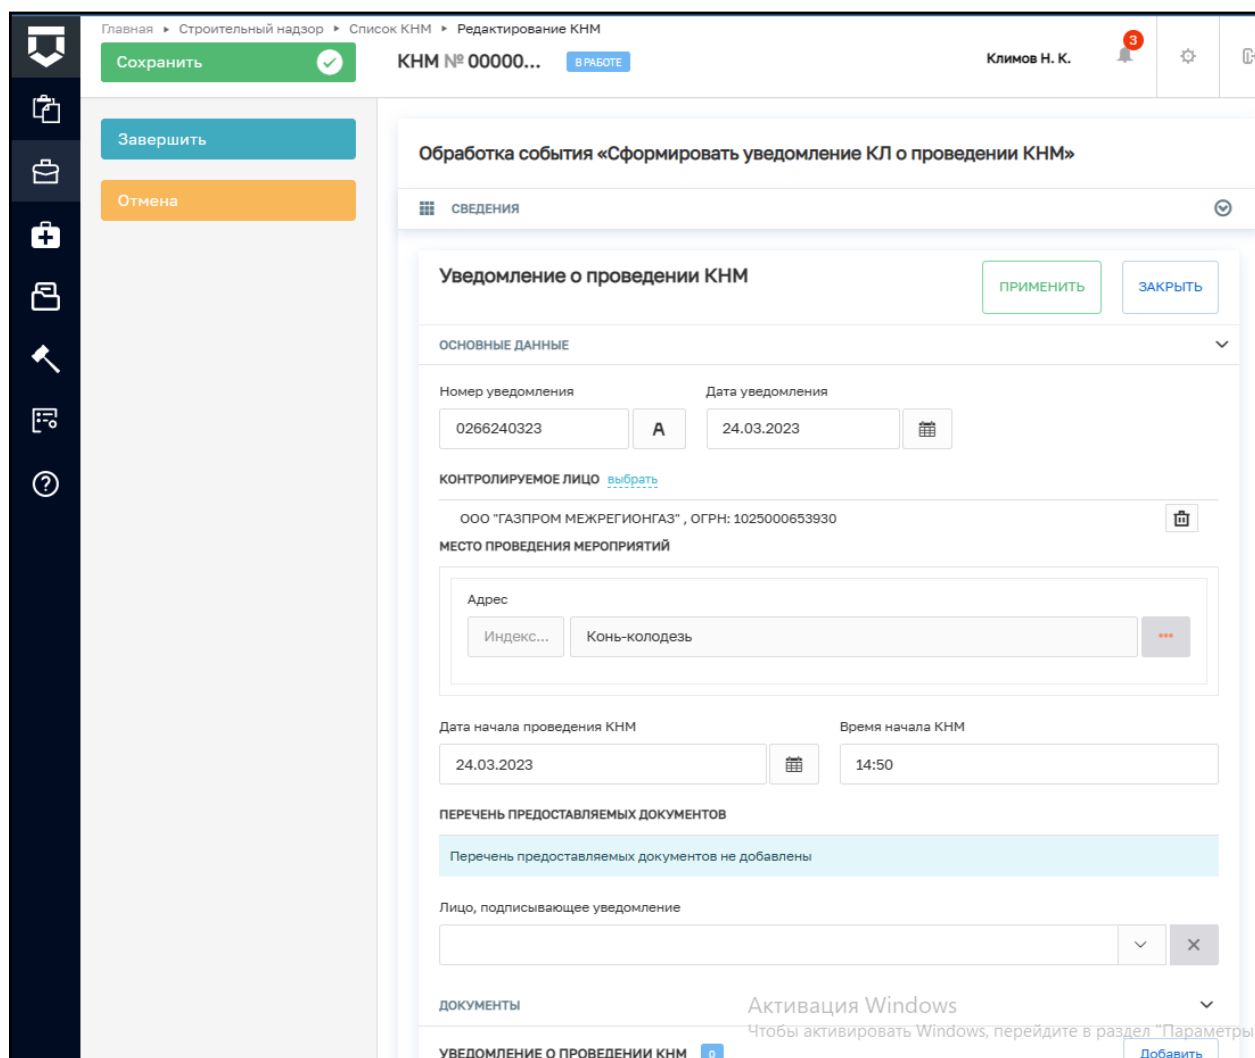 Главная ▸ Строительный надзор ▸ Список КНМ ▸ Редактирование КНМ
Сохранить
КНМ № 00000...
В РАБОТЕ
Климов Н. К.
3
Завершить
Отмена
Обработка события «Сформировать уведомление КЛ о проведении КНМ»
СВЕДЕНИЯ
Уведомление о проведении КНМ
ПРИМЕНИТЬ
ЗАКРЫТЬ
ОСНОВНЫЕ ДАННЫЕ
Номер уведомления
Дата уведомления
0266240323
А
24.03.2023
КОНТРОЛИРУЕМОЕ ЛИЦО выбрать
ООО "ГАЗПРОМ МЕЖРЕГИОНГАЗ" , ОГРН: 1025000653930
МЕСТО ПРОВЕДЕНИЯ МЕРОПРИЯТИЙ
Адрес
Индекс...
Конь-колодезь
Дата начала проведения КНМ
Время начала КНМ
24.03.2023
14:50
ПЕРЕЧЕНЬ ПРЕДОСТАВЛЯЕМЫХ ДОКУМЕНТОВ
Перечень предоставляемых документов не добавлены
Лицо, подписывающее уведомление
ДОКУМЕНТЫ
Активация Windows
Чтобы активировать Windows, перейдите в раздел "Параметры
УВЕДОМЛЕНИЕ О ПРОВЕДЕНИИ КНМ 0
Добавить